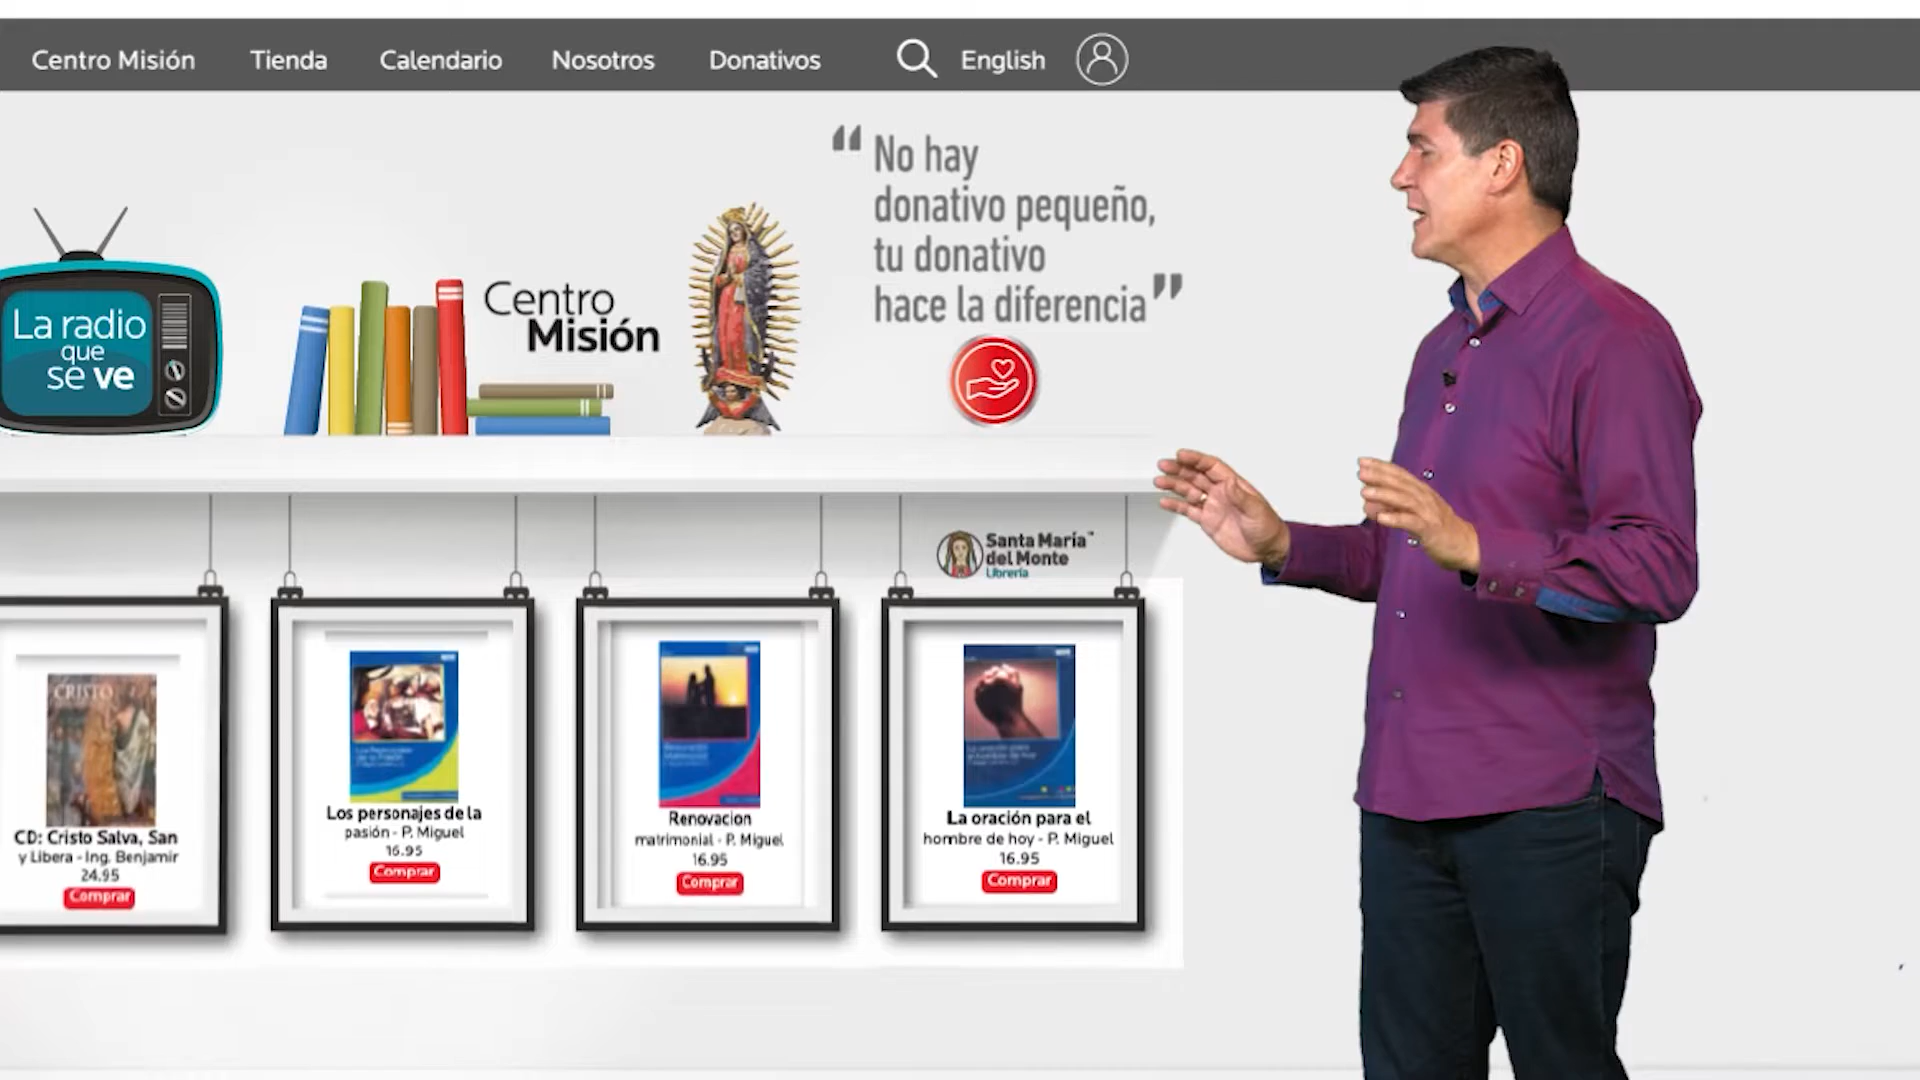 Centro Misión
Tienda
Calendario
Nosotros
Donativos
English
“ No hay
donativo pequeño,
tu donativo
hace la diferencia ”
La radio
que
se ve
Centro
Misión
Santa María™
del Monte
Librería
CRISTO
CD: Cristo Salva, San
y Libera - Ing. Benjamir
24.95
Comprar
Los personajes de la
pasión - P. Miguel
16.95
Comprar
Renovacion
matrimonial - P. Miguel
16.95
Comprar
La oración para el
hombre de hoy - P. Miguel
16.95
Comprar